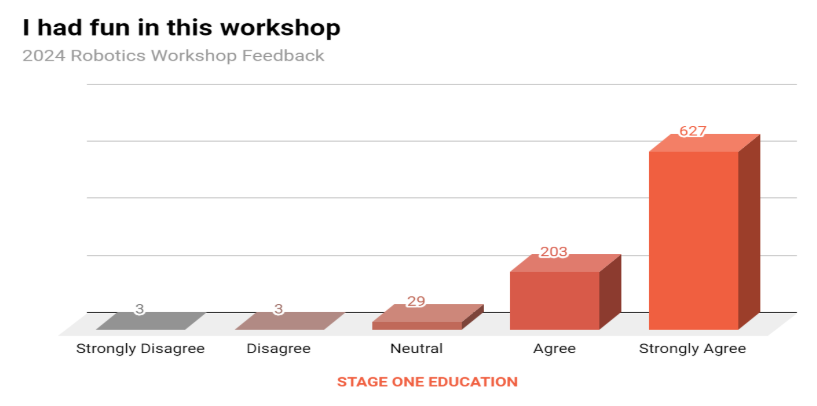 I had fun in this workshop
2024 Robotics Workshop Feedback
3
3
29
203
627
Strongly Disagree
Disagree
Neutral
Agree
Strongly Agree
STAGE ONE EDUCATION